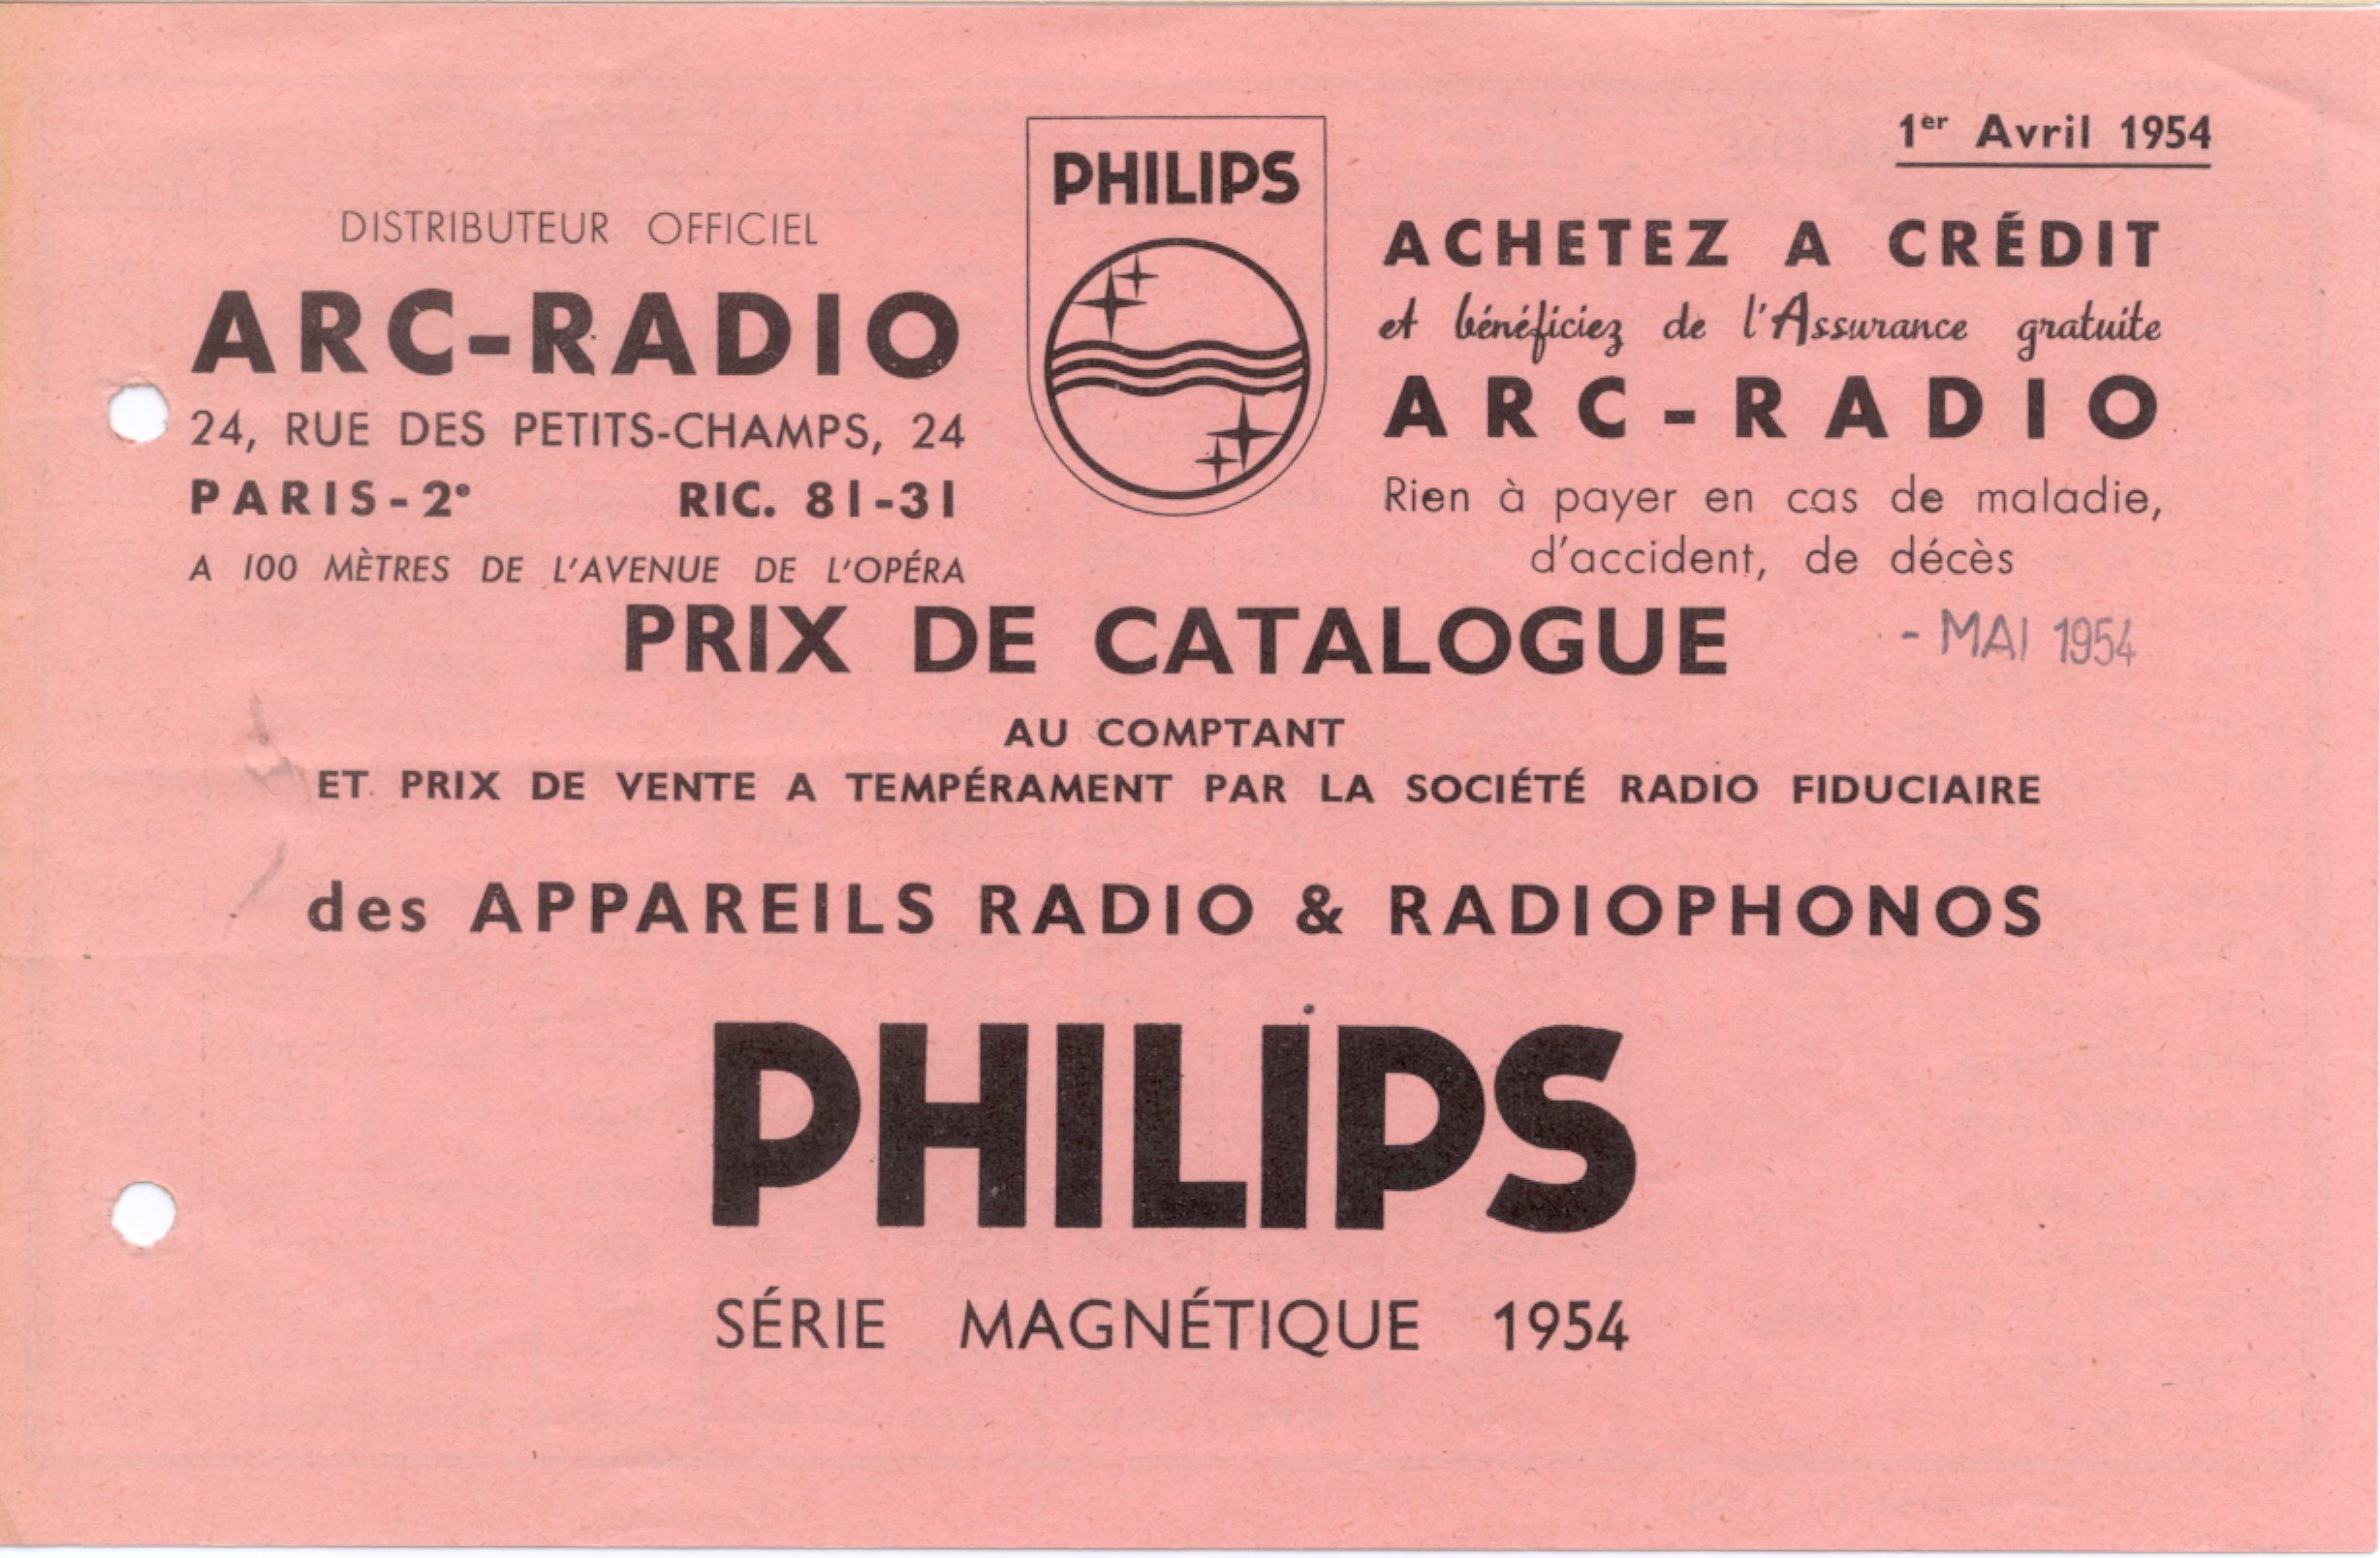 1er Avril 1954
DISTRIBUTEUR OFFICIEL
ARC-RADIO
24, RUE DES PETITS-CHAMPS, 24
PARIS-2e RIC. 81-31
A 100 MÈTRES DE L'AVENUE DE L'OPÉRA
PHILIPS
ACHETEZ A CRÉDIT
et bénéficiez de l'Assurance gratuite
ARC-RADIO
Rien à payer en cas de maladie,
d'accident, de décès
PRIX DE CATALOGUE
- MAI 1954
AU COMPTANT
ET PRIX DE VENTE A TEMPÉRAMENT PAR LA SOCIÉTÉ RADIO FIDUCIAIRE
des APPAREILS RADIO & RADIOPHONOS
PHILIPS
SÉRIE MAGNÉTIQUE 1954